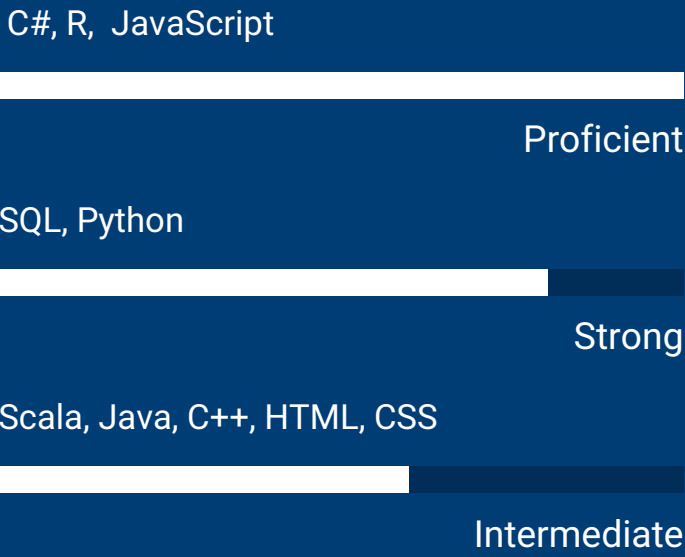 C#, R, JavaScript
Proficient
SQL, Python
Strong
Scala, Java, C++, HTML, CSS
Intermediate